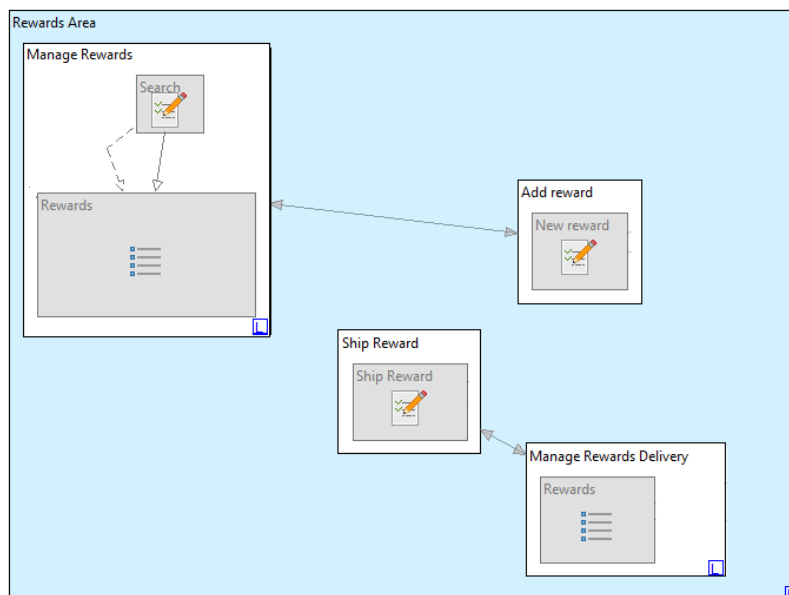 Rewards Area
Manage Rewards
Search
Rewards
L
Add reward
New reward
Ship Reward
Ship Reward
Manage Rewards Delivery
Rewards
L